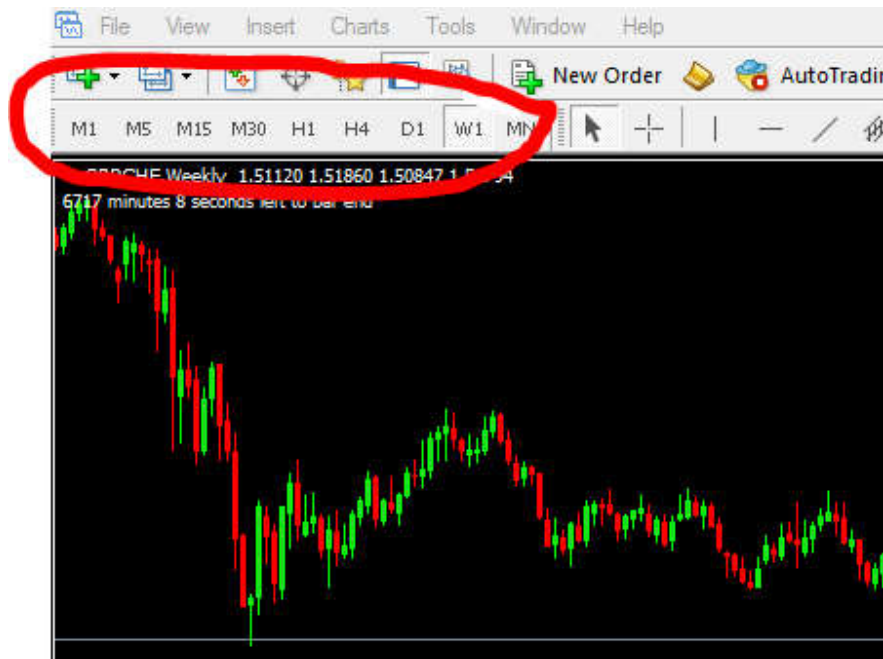 File View Insert Charts Tools Window Help
New Order AutoTradin
M1 M5 M15 M30 H1 H4 D1 W1 MN
Weekly 1.51120 1.51860 1.50847
6717 minutes 8 seconds left to bar end